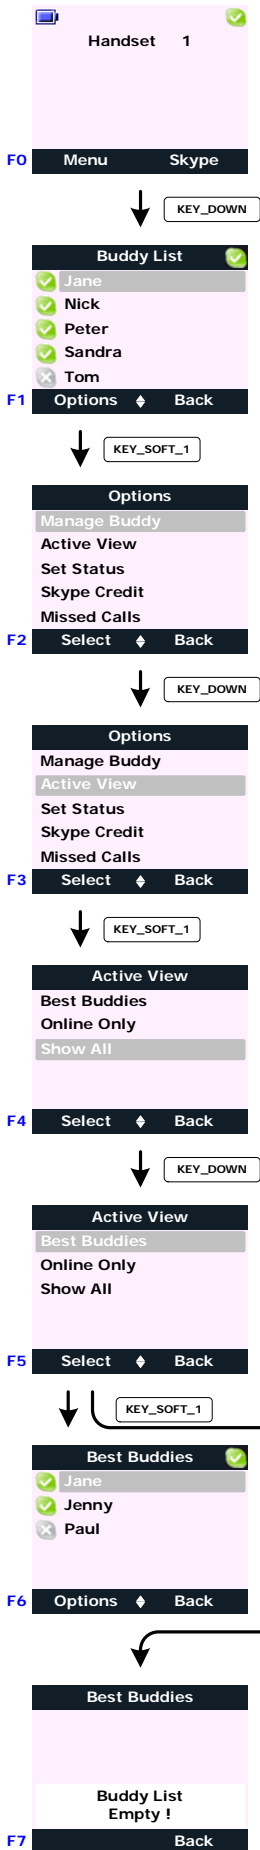 Handset 1
F0 Menu Skype
KEY_DOWN
Buddy List
Jane
Nick
Peter
Sandra
Tom
F1 Options Back
KEY_SOFT_1
Options
Manage Buddy
Active View
Set Status
Skype Credit
Missed Calls
F2 Select Back
KEY_DOWN
Options
Manage Buddy
Active View
Set Status
Skype Credit
Missed Calls
F3 Select Back
KEY_SOFT_1
Active View
Best Buddies
Online Only
Show All
F4 Select Back
KEY_DOWN
Active View
Best Buddies
Online Only
Show All
F5 Select Back
KEY_SOFT_1
Best Buddies
Jane
Jenny
Paul
F6 Options Back
Best Buddies
Buddy List
Empty !
F7 Back